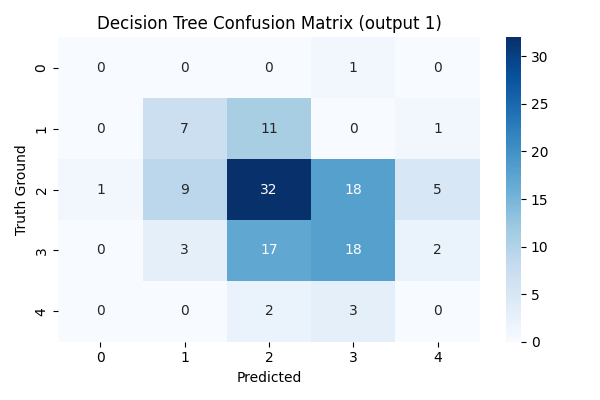 Decision Tree Confusion Matrix (output 1)
Truth Ground
0 0 0 0 1 0
1 0 7 11 0 1
2 1 9 32 18 5
3 0 3 17 18 2
4 0 0 2 3 0
0 1 2 3 4
Predicted
30
25
20
15
10
5
0